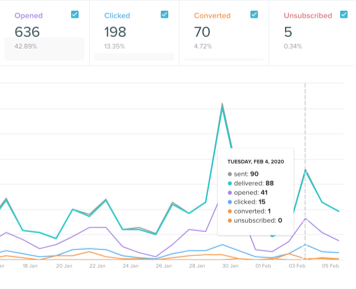 Opened
636
42.89%
Clicked
198
13.35%
Converted
70
4.72%
Unsubscribed
5
0.34%
TUESDAY, FEB 4, 2020
sent: 90
delivered: 88
opened: 41
clicked: 15
converted: 1
unsubscribed: 0
18 Jan
20 Jan
22 Jan
24 Jan
26 Jan
28 Jan
30 Jan
01 Feb
03 Feb
05 Feb